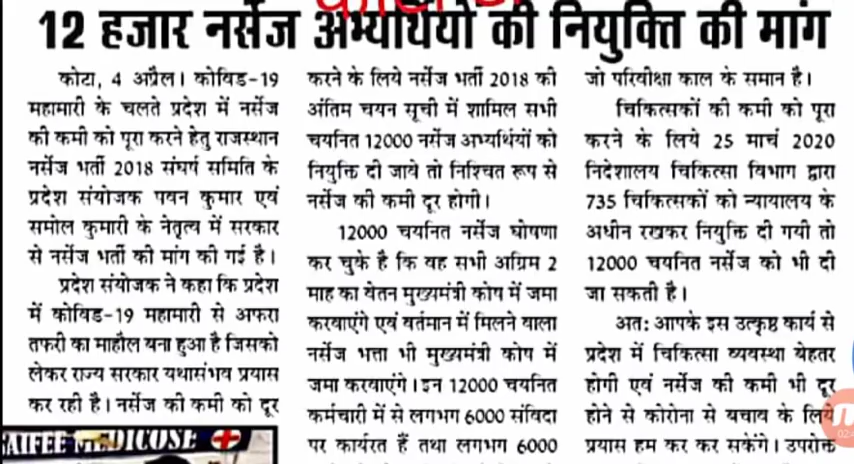 12 हजार नर्सेज अभ्यर्थियों की नियुक्ति की मांग
कोटा, 4 अप्रैल। कोविड-19
महामारी के चलते प्रदेश में नर्सेज
की कमी को पूरा करने हेतु राजस्थान
नर्सेज भर्ती 2018 संघर्ष समिति के
प्रदेश संयोजक पवन कुमार एवं
समोल कुमारी के नेतृत्व में सरकार
से नर्सेज भर्ती की मांग की गई है।
प्रदेश संयोजक ने कहा कि प्रदेश
में कोविड-19 महामारी से अफरा
तफरी का माहौल बना हुआ है जिसको
लेकर राज्य सरकार यथासंभव प्रयास
कर रही है। नर्सेज की कमी को दूर
करने के लिये नर्सेज भर्ती 2018 की
अंतिम चयन सूची में शामिल सभी
चयनित 12000 नर्सेज अभ्यर्थियों को
नियुक्ति दी जावे तो निश्चित रूप से
नर्सेज की कमी दूर होगी।
12000 चयनित नर्सेज घोषणा
कर चुके है कि वह सभी अग्रिम 2
माह का वेतन मुख्यमंत्री कोष में जमा
करवाएंगे एवं वर्तमान में मिलने वाला
नर्सेज भत्ता भी मुख्यमंत्री कोष में
जमा करवाएंगे। इन 12000 चयनित
कर्मचारी में से लगभग 6000 संविदा
पर कार्यरत हैं तथा लगभग 6000
जो परिवीक्षा काल के समान है।
चिकित्सकों की कमी को पूरा
करने के लिये 25 मार्च 2020
निदेशालय चिकित्सा विभाग द्वारा
735 चिकित्सकों को न्यायालय के
अधीन रखकर नियुक्ति दी गयी तो
12000 चयनित नर्सेज को भी दी
जा सकती है।
अत: आपके इस उत्कृष्ठ कार्य से
प्रदेश में चिकित्सा व्यवस्था बेहतर
होगी एवं नर्सेज की कमी भी दूर
होने से कोरोना से बचाव के लिये
प्रयास हम कर कर सकेंगे। उपरोक्त
SAIFEE MEDICOSE